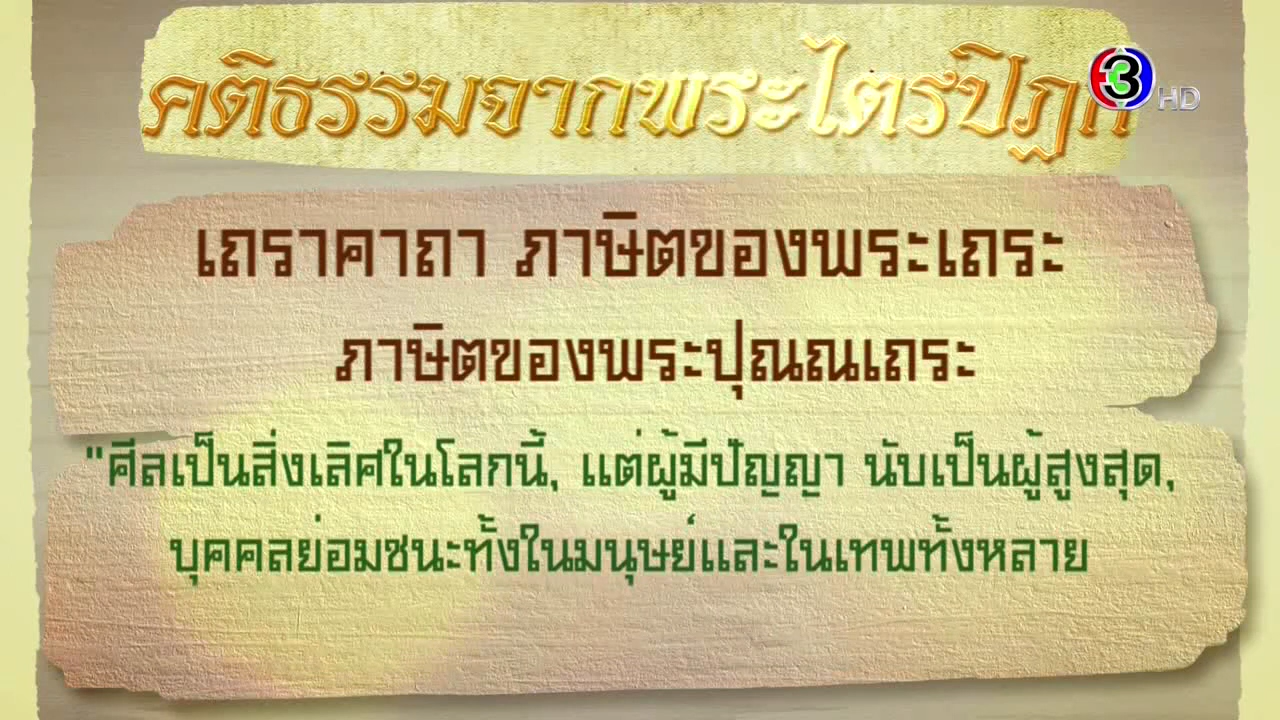 คติธรรมจากพระไตรปิฎก
3 HD
เถราคาถา ภาษิตของพระเถระ
ภาษิตของพระปุณณเถระ
"ศีลเป็นสิ่งเลิศในโลกนี้, แต่ผู้มีปัญญา นับเป็นผู้สูงสุด,
บุคคลย่อมชนะทั้งในมนุษย์และในเทพทั้งหลาย